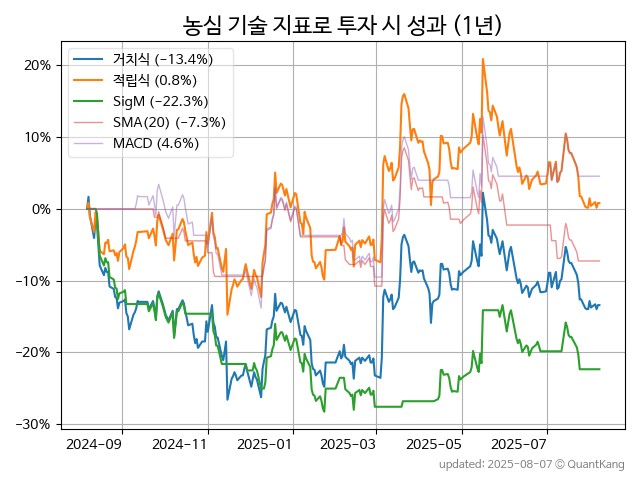 농심 기술 지표로 투자 시 성과 (1년)
거치식 (−13.4%)
적립식 (0.8%)
SigM (−22.3%)
SMA(20) (−7.3%)
MACD (4.6%)
20%
10%
0%
−10%
−20%
−30%
2024-09
2024-11
2025-01
2025-03
2025-05
2025-07
updated: 2025-08-07 © QuantKang